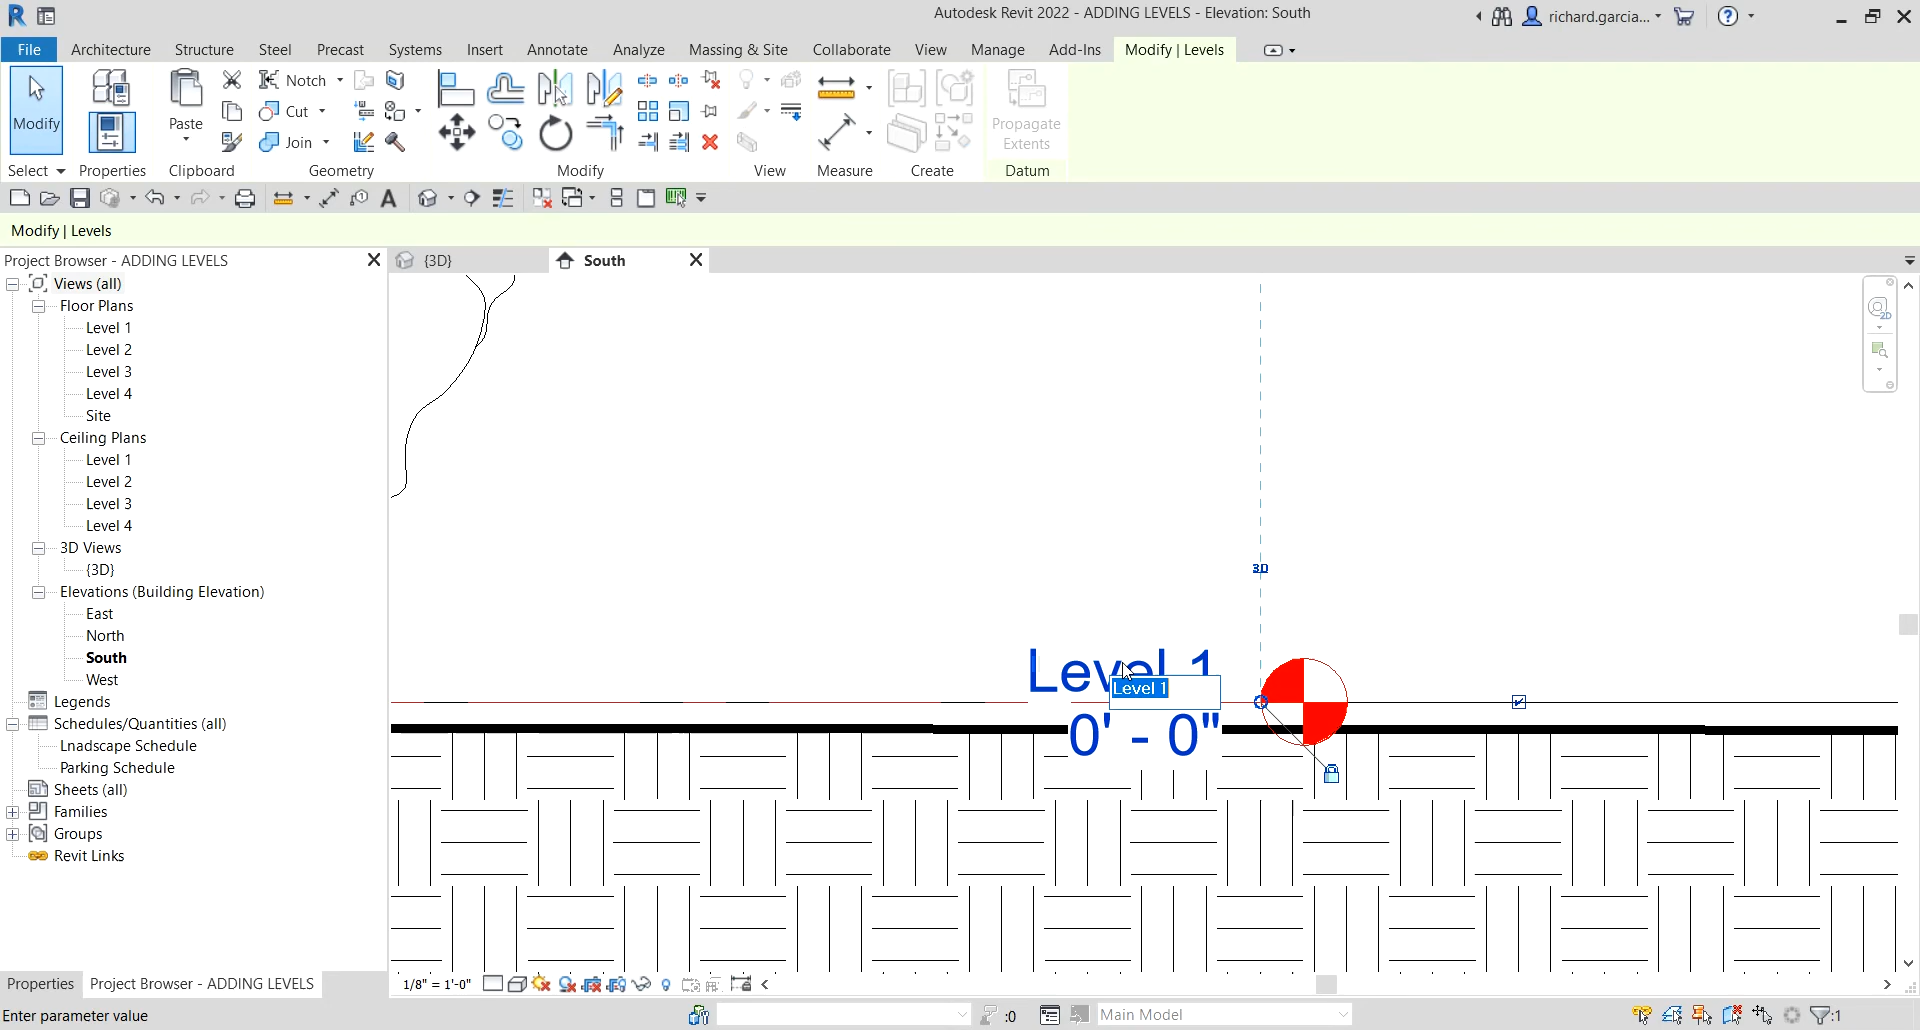 Autodesk Revit 2022 - ADDING LEVELS - Elevation: South
richard.garcia...
File Architecture Structure Steel Precast Systems Insert Annotate Analyze Massing & Site Collaborate View Manage Add-Ins Modify | Levels
Modify
Paste
Notch
Cut
Join
Propagate
Extents
Select Properties Clipboard Geometry Modify View Measure Create Datum
Modify | Levels
Project Browser - ADDING LEVELS
{3D}
South
Views (all)
Floor Plans
Level 1
Level 2
Level 3
Level 4
Site
Ceiling Plans
Level 1
Level 2
Level 3
Level 4
3D Views
{3D}
Elevations (Building Elevation)
East
North
South
West
Legends
Schedules/Quantities (all)
Lnadscape Schedule
Parking Schedule
Sheets (all)
Families
Groups
Revit Links
2D
3D
Level 1
Level 1
0' - 0"
Properties Project Browser - ADDING LEVELS
1/8" = 1'-0"
Enter parameter value
:0
Main Model
:1